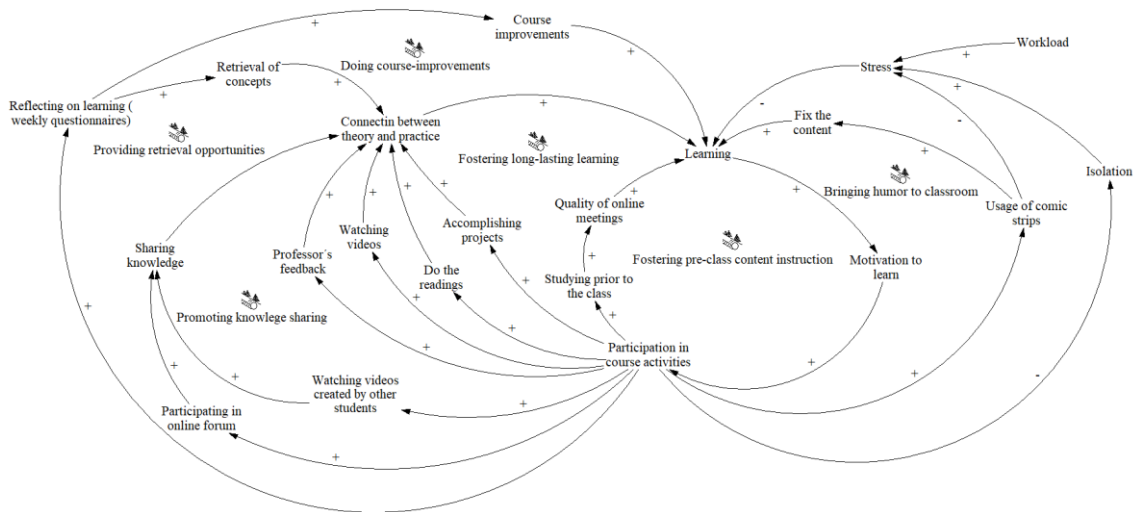 Course
improvements
+
+
Workload
+
Stress
Retrieval of
concepts
Doing course-improvements
+
+
+
Reflecting on learning (
weekly questionnaires)
+
-
Fix the
the content
+
-
Connectin between
theory and practice
Providing retrieval opportunities
Learning
Fostering long-lasting learning
+
Isolation
+
+
+
+
+
+
+
Bringing humor to classroom
Quality of online
meetings
Usage of comic
strips
Accomplishing
projects
Watching
videos
Sharing
knowledge
Professor´s
feedback
Do the
readings
Fostering pre-class content instruction
Motivation to
learn
Studying prior to
the class
+
+
+
+
+
+
Promoting knowlege sharing
+
+
+
Participation in
course activities
+
+
+
+
-
Watching videos
created by other
students
+
Participating in
online forum
+